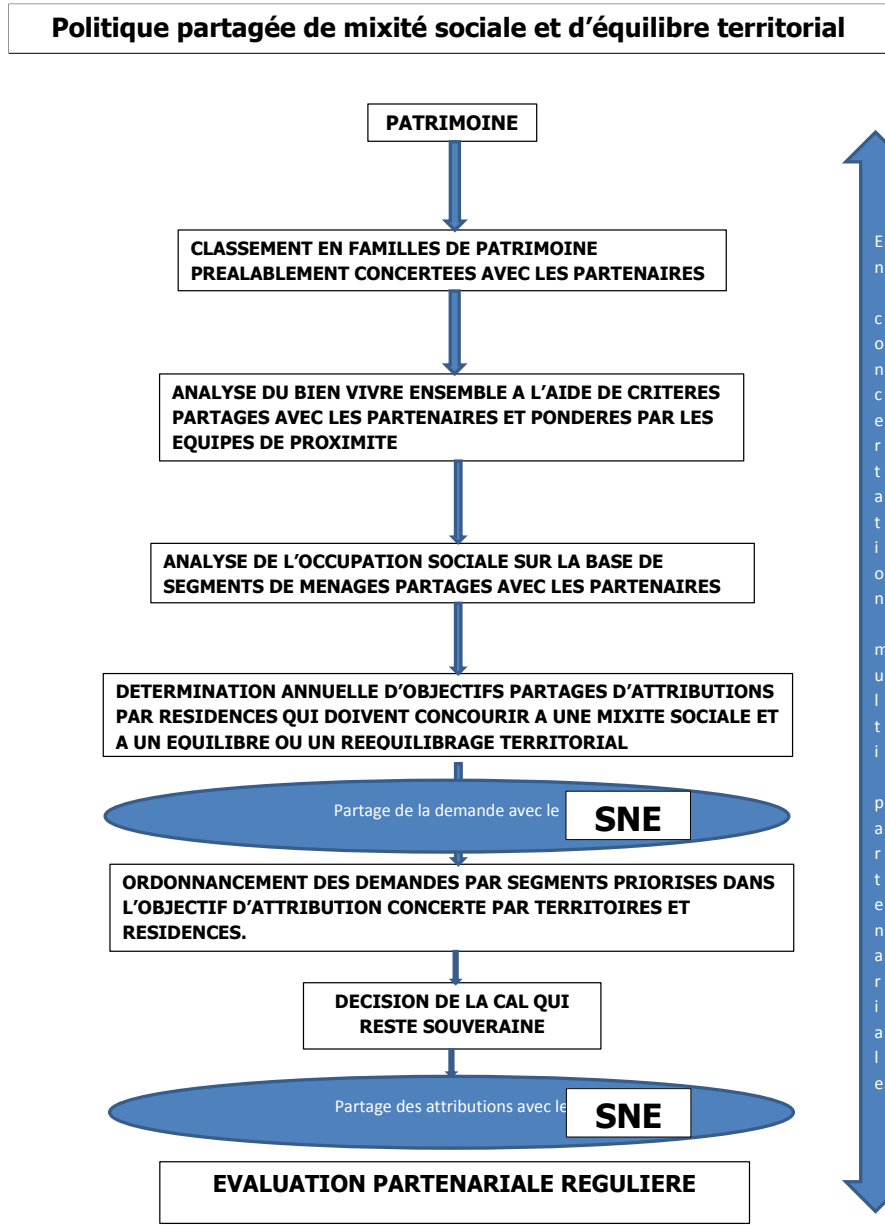 Politique partagée de mixité sociale et d'équilibre territorial
PATRIMOINE
CLASSEMENT EN FAMILLES DE PATRIMOINE
PREALABLEMENT CONCERTEES AVEC LES PARTENAIRES
ANALYSE DU BIEN VIVRE ENSEMBLE A L'AIDE DE CRITERES
PARTAGES AVEC LES PARTENAIRES ET PONDERES PAR LES
EQUIPES DE PROXIMITE
ANALYSE DE L'OCCUPATION SOCIALE SUR LA BASE DE
SEGMENTS DE MENAGES PARTAGES AVEC LES PARTENAIRES
DETERMINATION ANNUELLE D'OBJECTIFS PARTAGES D'ATTRIBUTIONS
PAR RESIDENCES QUI DOIVENT CONCOURIR A UNE MIXITE SOCIALE ET
A UN EQUILIBRE OU UN REEQUILIBRAGE TERRITORIAL
Partage de la demande avec le SNE
ORDONNANCEMENT DES DEMANDES PAR SEGMENTS PRIORISES DANS
L'OBJECTIF D'ATTRIBUTION CONCERTE PAR TERRITOIRES ET
RESIDENCES.
DECISION DE LA CAL QUI
RESTE SOUVERAINE
Partage des attributions avec le SNE
EVALUATION PARTENARIALE REGULIERE
En concertation multi partenariale